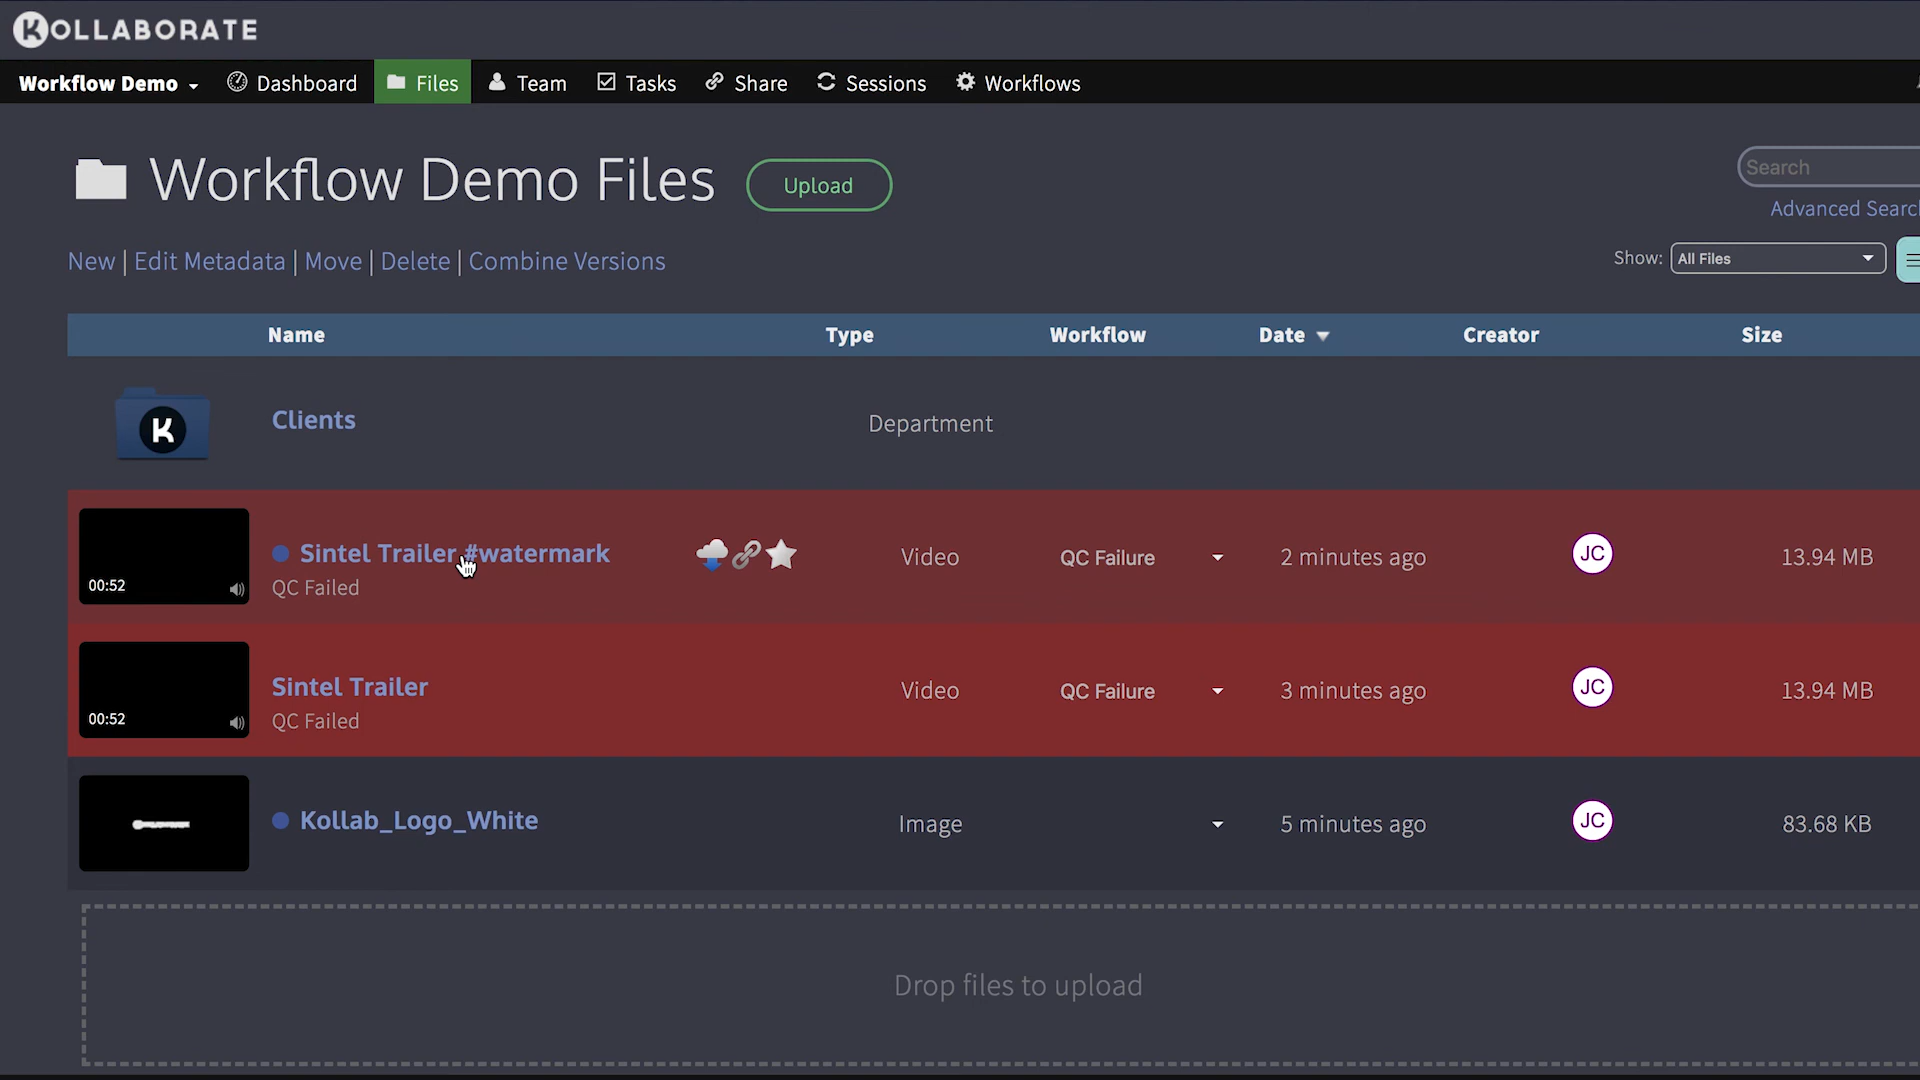 KOLLABORATE
Workflow Demo Dashboard Files Team Tasks Share Sessions Workflows
Workflow Demo Files Upload
Search
Advanced Search
New | Edit Metadata | Move | Delete | Combine Versions
Show: All Files
Name Type Workflow Date Creator Size
K
Clients Department
Sintel Trailer #watermark Video QC Failure 2 minutes ago JC 13.94 MB
00:52 QC Failed
Sintel Trailer Video QC Failure 3 minutes ago JC 13.94 MB
00:52 QC Failed
Kollab_Logo_White Image 5 minutes ago JC 83.68 KB
Drop files to upload